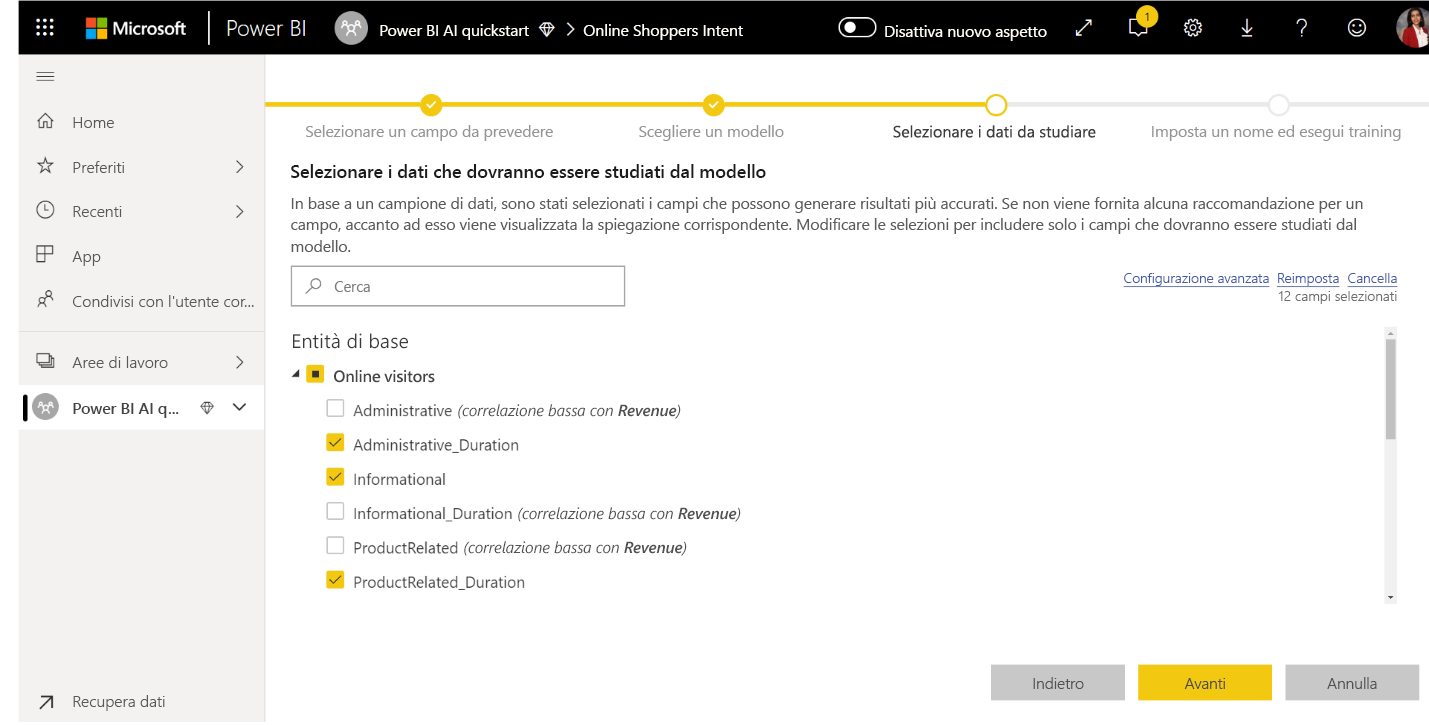 Microsoft Power BI Power BI AI quickstart Online Shoppers Intent Disattiva nuovo aspetto 1 ?
Home
Preferiti
Recenti
App
Condivisi con l'utente cor...
Aree di lavoro
Power BI AI q...
Recupera dati
Selezionare un campo da prevedere Scegliere un modello Selezionare i dati da studiare Imposta un nome ed esegui training
Selezionare i dati che dovranno essere studiati dal modello
In base a un campione di dati, sono stati selezionati i campi che possono generare risultati più accurati. Se non viene fornita alcuna raccomandazione per un
campo, accanto ad esso viene visualizzata la spiegazione corrispondente. Modificare le selezioni per includere solo i campi che dovranno essere studiati dal
modello.
Cerca
Configurazione avanzata Reimposta Cancella
12 campi selezionati
Entità di base
Online visitors
Administrative (correlazione bassa con Revenue)
Administrative_Duration
Informational
Informational_Duration (correlazione bassa con Revenue)
ProductRelated (correlazione bassa con Revenue)
ProductRelated_Duration
Indietro Avanti Annulla